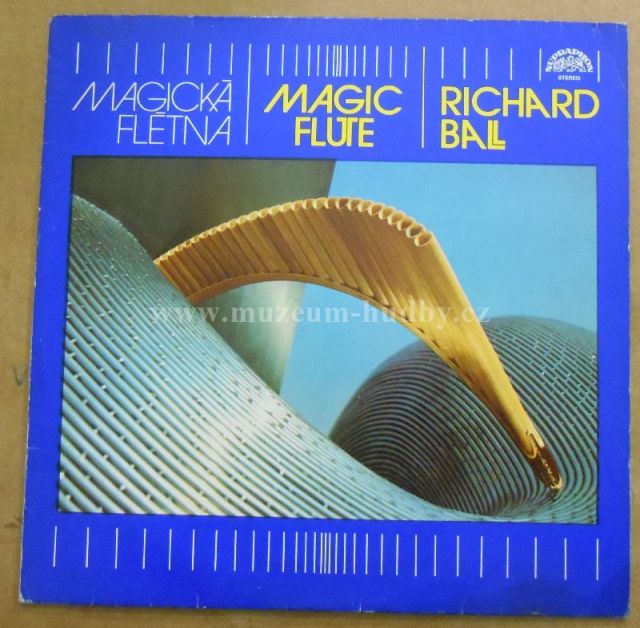 MAGICKÁ
FLÉTNA
MAGIC
FLUTE
RICHARD
BALL
SUPRAPHON
STEREO
www.muzeum-hudby.cz